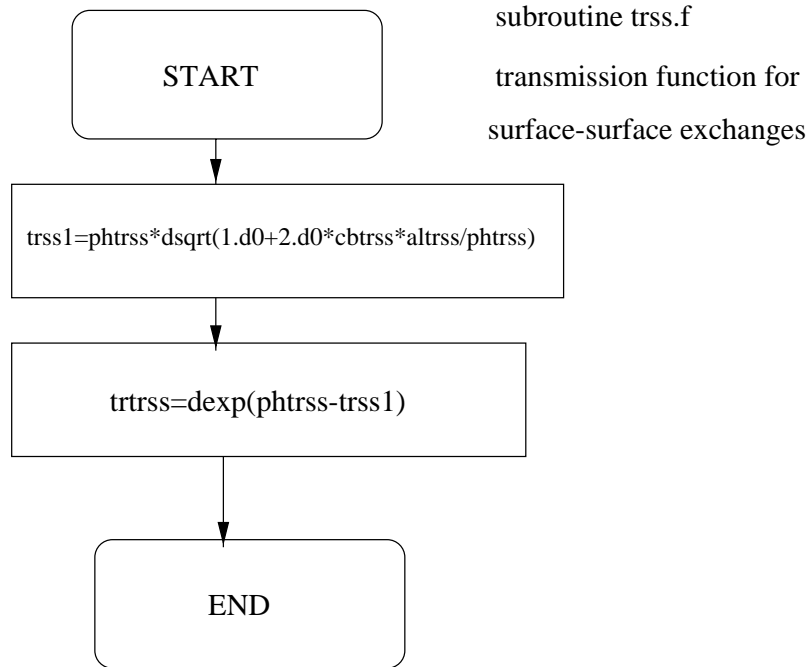 subroutine trss.f
START
transmission function for
surface-surface exchanges
trss1=phtrss*dsqrt(1.d0+2.d0*cbtrss*altrss/phtrss)
trtrss=dexp(phtrss-trss1)
END